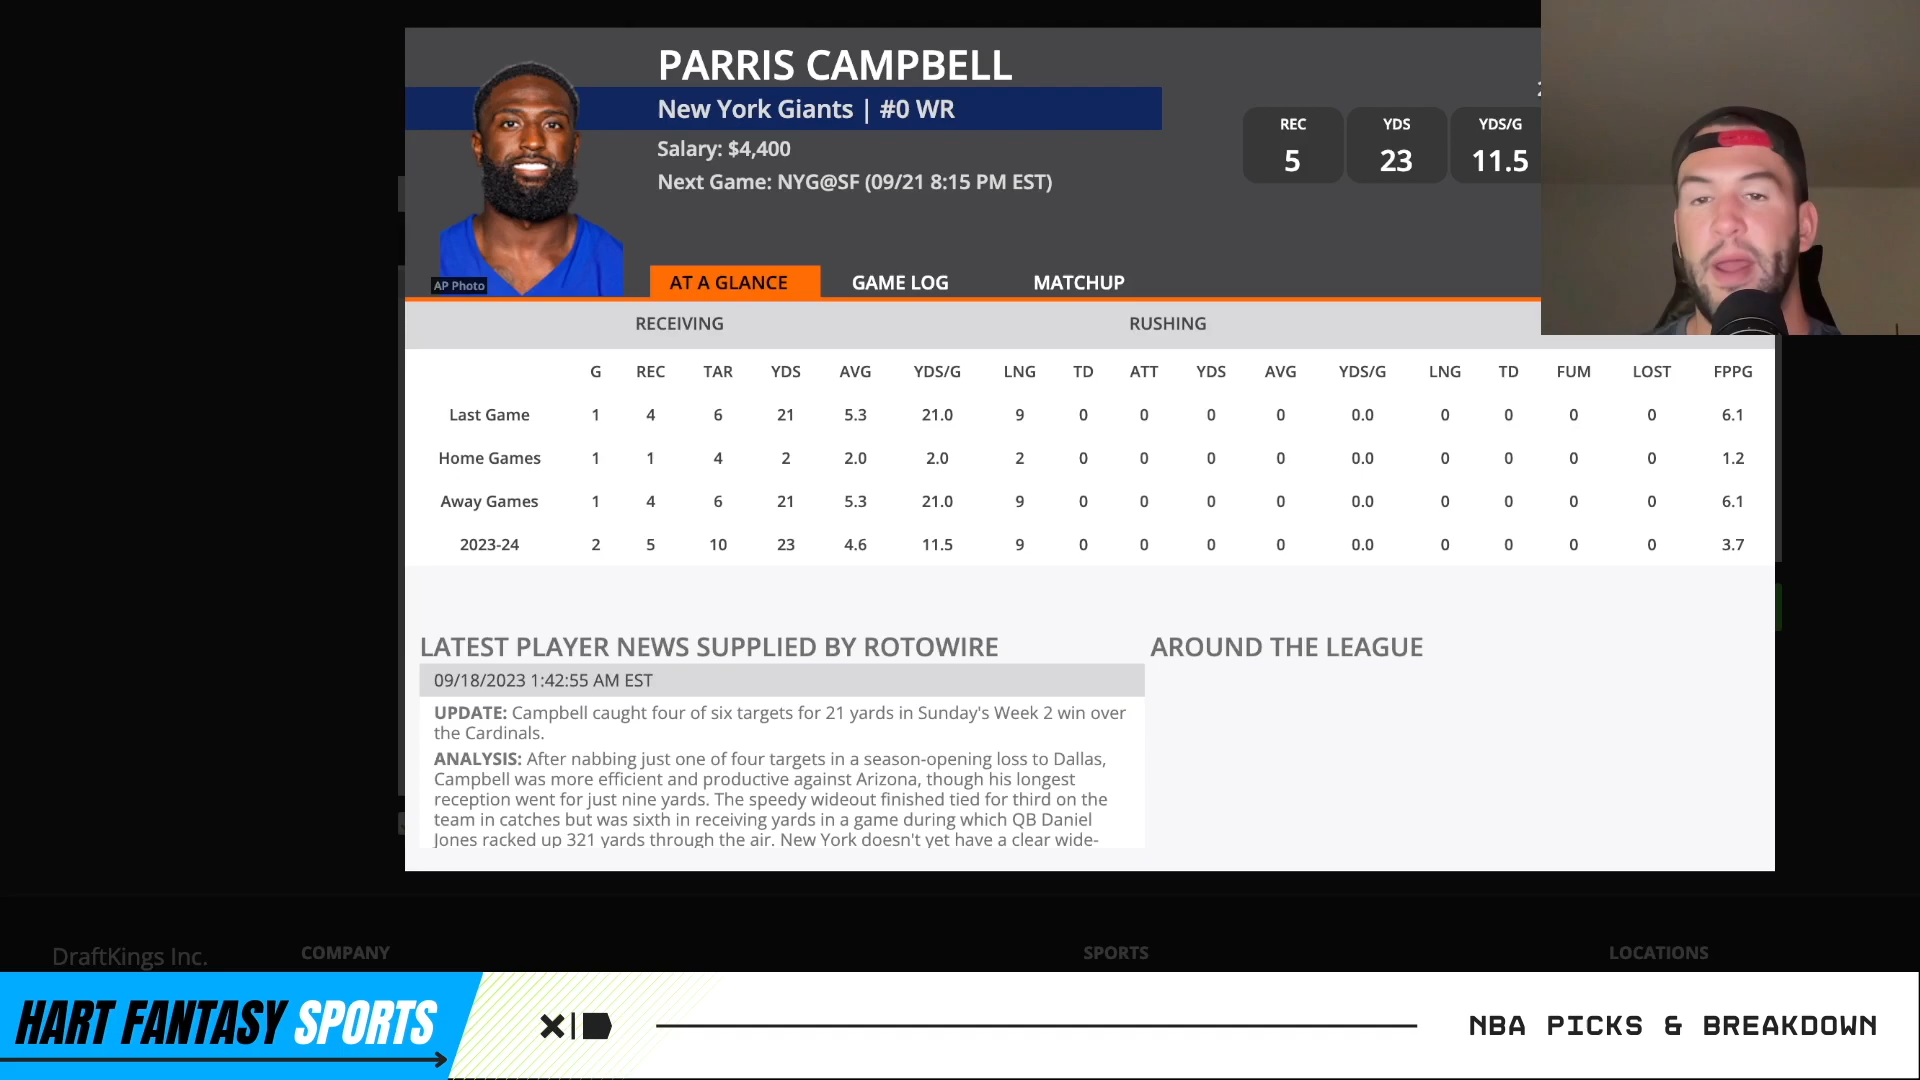 PARRIS CAMPBELL
New York Giants | #0 WR
Salary: $4,400
Next Game: NYG@SF (09/21 8:15 PM EST)
REC YDS YDS/G
5 23 11.5
AP Photo
AT A GLANCE GAME LOG MATCHUP
RECEIVING RUSHING
G REC TAR YDS AVG YDS/G LNG TD ATT YDS AVG YDS/G LNG TD FUM LOST FPPG
Last Game 1 4 6 21 5.3 21.0 9 0 0 0 0 0.0 0 0 0 0 6.1
Home Games 1 1 4 2 2.0 2.0 2 0 0 0 0 0.0 0 0 0 0 1.2
Away Games 1 4 6 21 5.3 21.0 9 0 0 0 0 0.0 0 0 0 0 6.1
2023-24 2 5 10 23 4.6 11.5 9 0 0 0 0 0.0 0 0 0 0 3.7
LATEST PLAYER NEWS SUPPLIED BY ROTOWIRE
AROUND THE LEAGUE
09/18/2023 1:42:55 AM EST
UPDATE: Campbell caught four of six targets for 21 yards in Sunday's Week 2 win over
the Cardinals.
ANALYSIS: After nabbing just one of four targets in a season-opening loss to Dallas,
Campbell was more efficient and productive against Arizona, though his longest
reception went for just nine yards. The speedy wideout finished tied for third on the
team in catches but was sixth in receiving yards in a game during which QB Daniel
Jones racked up 321 yards through the air. New York doesn't yet have a clear wide-
DraftKings Inc. COMPANY SPORTS LOCATIONS
HART FANTASY SPORTS
NBA PICKS & BREAKDOWN